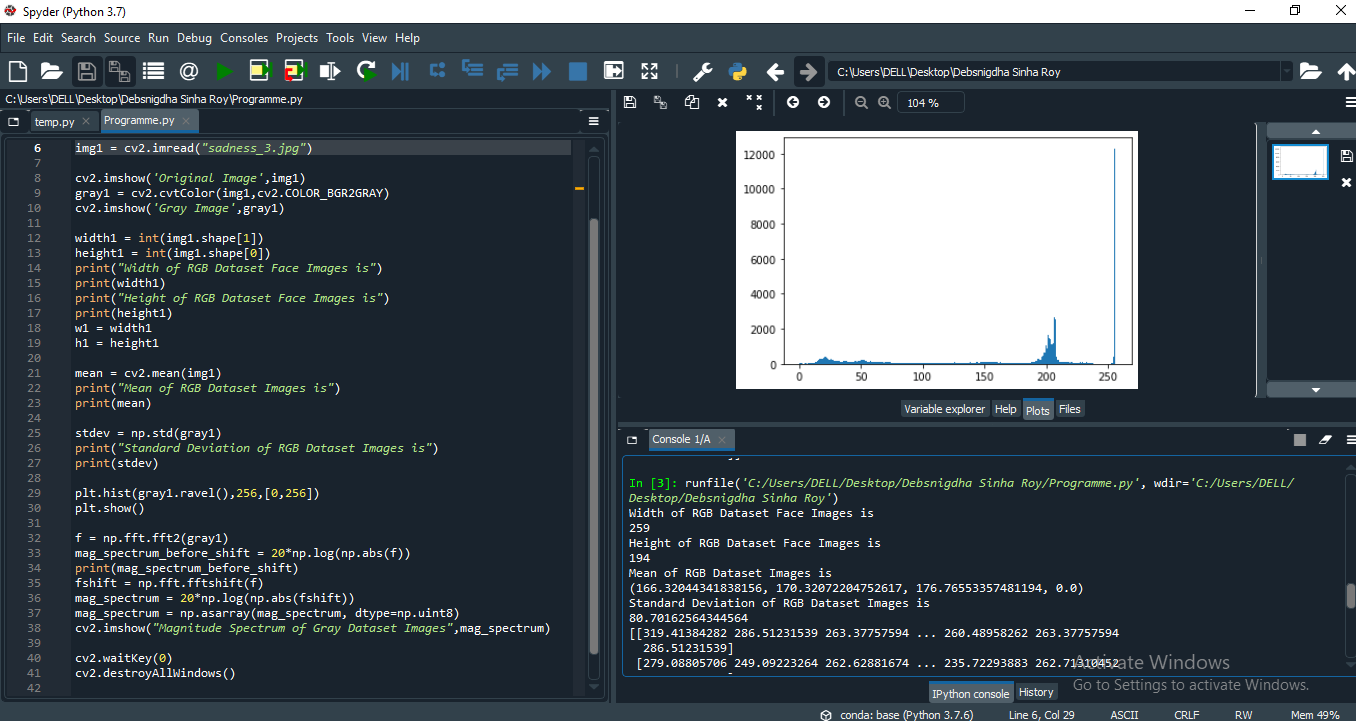 Spyder (Python 3.7)
File Edit Search Source Run Debug Consoles Projects Tools View Help
C:\Users\DELL\Desktop\Debsnigdha Sinha Roy
C:\Users\DELL\Desktop\Debsnigdha Sinha Roy\Programme.py
temp.py
Programme.py
6 img1 = cv2.imread("sadness_3.jpg")
7
8 cv2.imshow('Original Image',img1)
9 gray1 = cv2.cvtColor(img1,cv2.COLOR_BGR2GRAY)
10 cv2.imshow('Gray Image',gray1)
11
12 width1 = int(img1.shape[1])
13 height1 = int(img1.shape[0])
14 print("Width of RGB Dataset Face Images is")
15 print(width1)
16 print("Height of RGB Dataset Face Images is")
17 print(height1)
18 w1 = width1
19 h1 = height1
20
21 mean = cv2.mean(img1)
22 print("Mean of RGB Dataset Images is")
23 print(mean)
24
25 stdev = np.std(gray1)
26 print("Standard Deviation of RGB Dataset Images is")
27 print(stdev)
28
29 plt.hist(gray1.ravel(),256,[0,256])
30 plt.show()
31
32 f = np.fft.fft2(gray1)
33 mag_spectrum_before_shift = 20*np.log(np.abs(f))
34 print(mag_spectrum_before_shift)
35 fshift = np.fft.fftshift(f)
36 mag_spectrum = 20*np.log(np.abs(fshift))
37 mag_spectrum = np.asarray(mag_spectrum, dtype=np.uint8)
38 cv2.imshow("Magnitude Spectrum of Gray Dataset Images",mag_spectrum)
39
40 cv2.waitKey(0)
41 cv2.destroyAllWindows()
42
104 %
12000
10000
8000
6000
4000
2000
0
0 50 100 150 200 250
Variable explorer Help Plots Files
Console 1/A
In [3]: runfile('C:/Users/DELL/Desktop/Debsnigdha Sinha Roy/Programme.py', wdir='C:/Users/DELL/
Desktop/Debsnigdha Sinha Roy')
Width of RGB Dataset Face Images is
259
Height of RGB Dataset Face Images is
194
Mean of RGB Dataset Images is
(166.32044341838156, 170.32072204752617, 176.76553357481194, 0.0)
Standard Deviation of RGB Dataset Images is
80.70162564344564
[[319.41384282 286.51231539 263.37757594 ... 260.48958262 263.37757594
286.51231539]
[279.08805706 249.09223264 262.62881674 ... 235.72293883
Activate Windows
Go to Settings to activate Windows.
IPython console History
conda: base (Python 3.7.6) Line 6, Col 29 ASCII CRLF RW Mem 49%